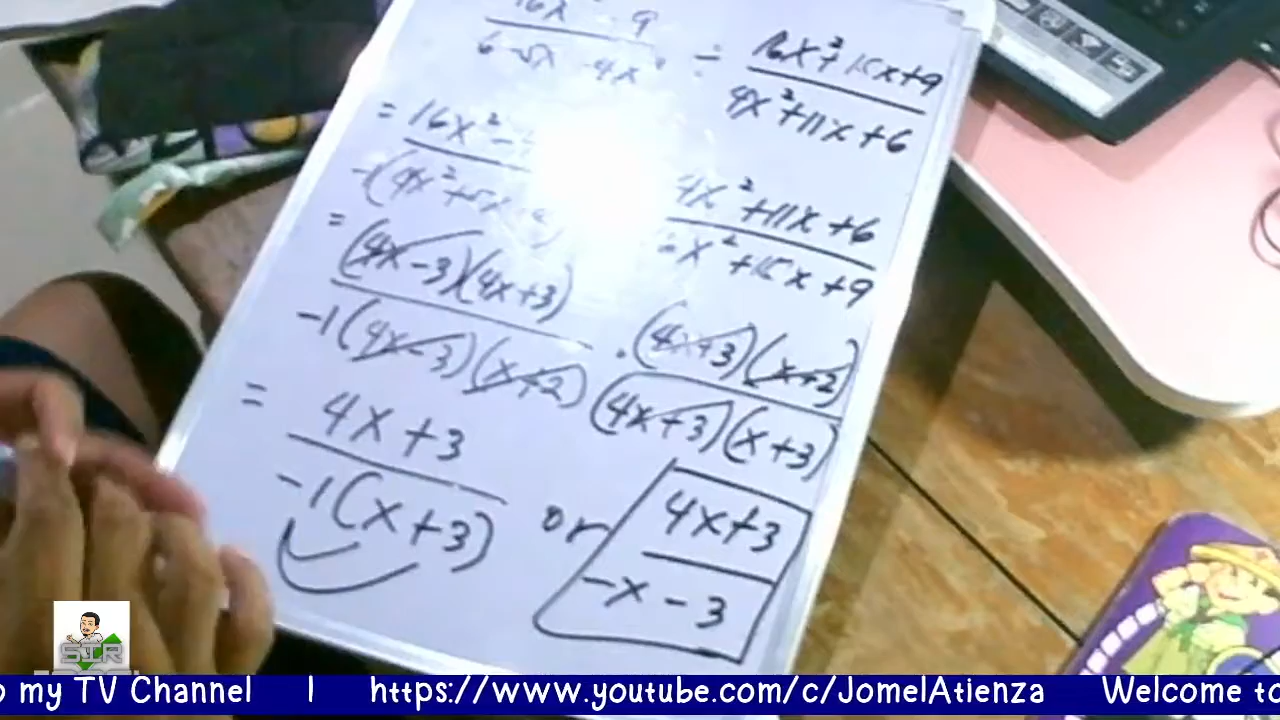 16x² - 9 / 6 - 5x - 4x² ÷ 16x² + 15x + 9 / 4x² + 11x + 6
= 16x² - / -1(4x² + 5x 4x² + 11x + 6 / x² + 15x + 9
= (4x-3)(4x+3) / -1(4x-3)(x+2) . (4x+3)(x+2) / (4x+3)(x+3)
= 4x + 3 / -1(x+3) or 4x+3 / -x - 3
SIR
o my TV Channel | https://www.youtube.com/c/JomelAtienza Welcome to